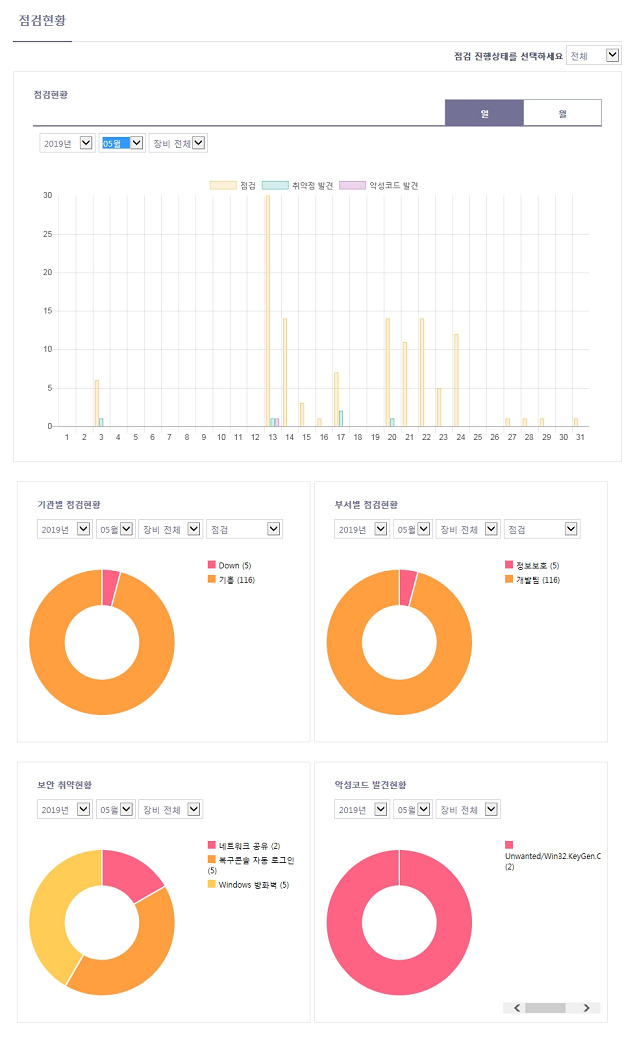 점검현황
점검 진행상태를 선택하세요 전체
점검현황
일 월
2019년 05월 장비 전체
점검 취약점 발견 악성코드 발견
30
25
20
15
10
5
0
1 2 3 4 5 6 7 8 9 10 11 12 13 14 15 16 17 18 19 20 21 22 23 24 25 26 27 28 29 30 31
기관별 점검현황
2019년 05월 장비 전체 점검
Down (5)
기흥 (116)
부서별 점검현황
2019년 05월 장비 전체 점검
정보보호 (5)
개발팀 (116)
보안 취약현황
2019년 05월 장비 전체
네트워크 공유 (2)
복구콘솔 자동 로그인
(5)
Windows 방화벽 (5)
악성코드 발견현황
2019년 05월 장비 전체
Unwanted/Win32.KeyGen.C
(2)